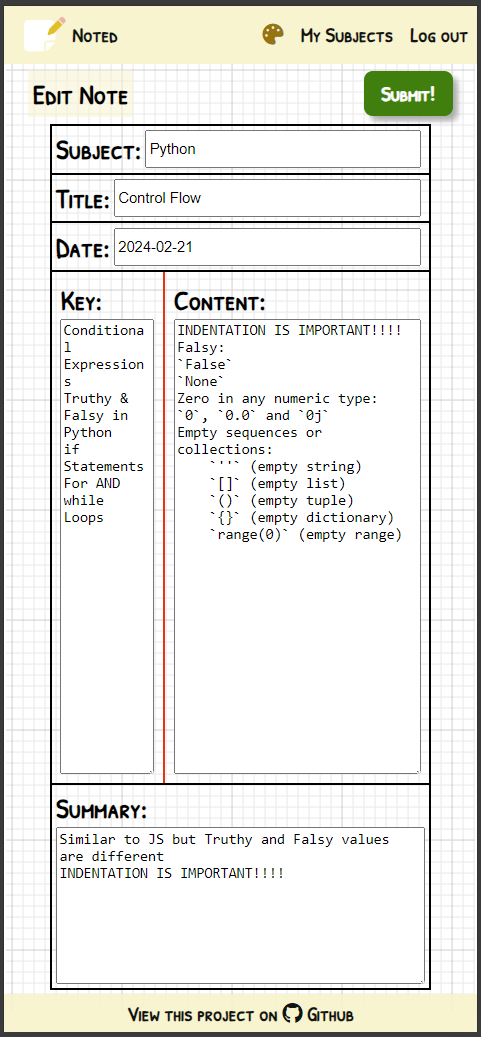 Noted My Subjects Log out
Edit Note Submit!
Subject: Python
Title: Control Flow
Date: 2024-02-21
Key:
Conditiona
l
Expression
s
Truthy &
Falsy in
Python
if
Statements
For AND
while
Loops
Content:
INDENTATION IS IMPORTANT!!!!
Falsy:
`False`
`None`
Zero in any numeric type:
`0`, `0.0` and `0j`
Empty sequences or
collections:
    `''` (empty string)
    `[]` (empty list)
    `()` (empty tuple)
    `{}` (empty dictionary)
    `range(0)` (empty range)
Summary:
Similar to JS but Truthy and Falsy values
are different
INDENTATION IS IMPORTANT!!!!
View this project on Github